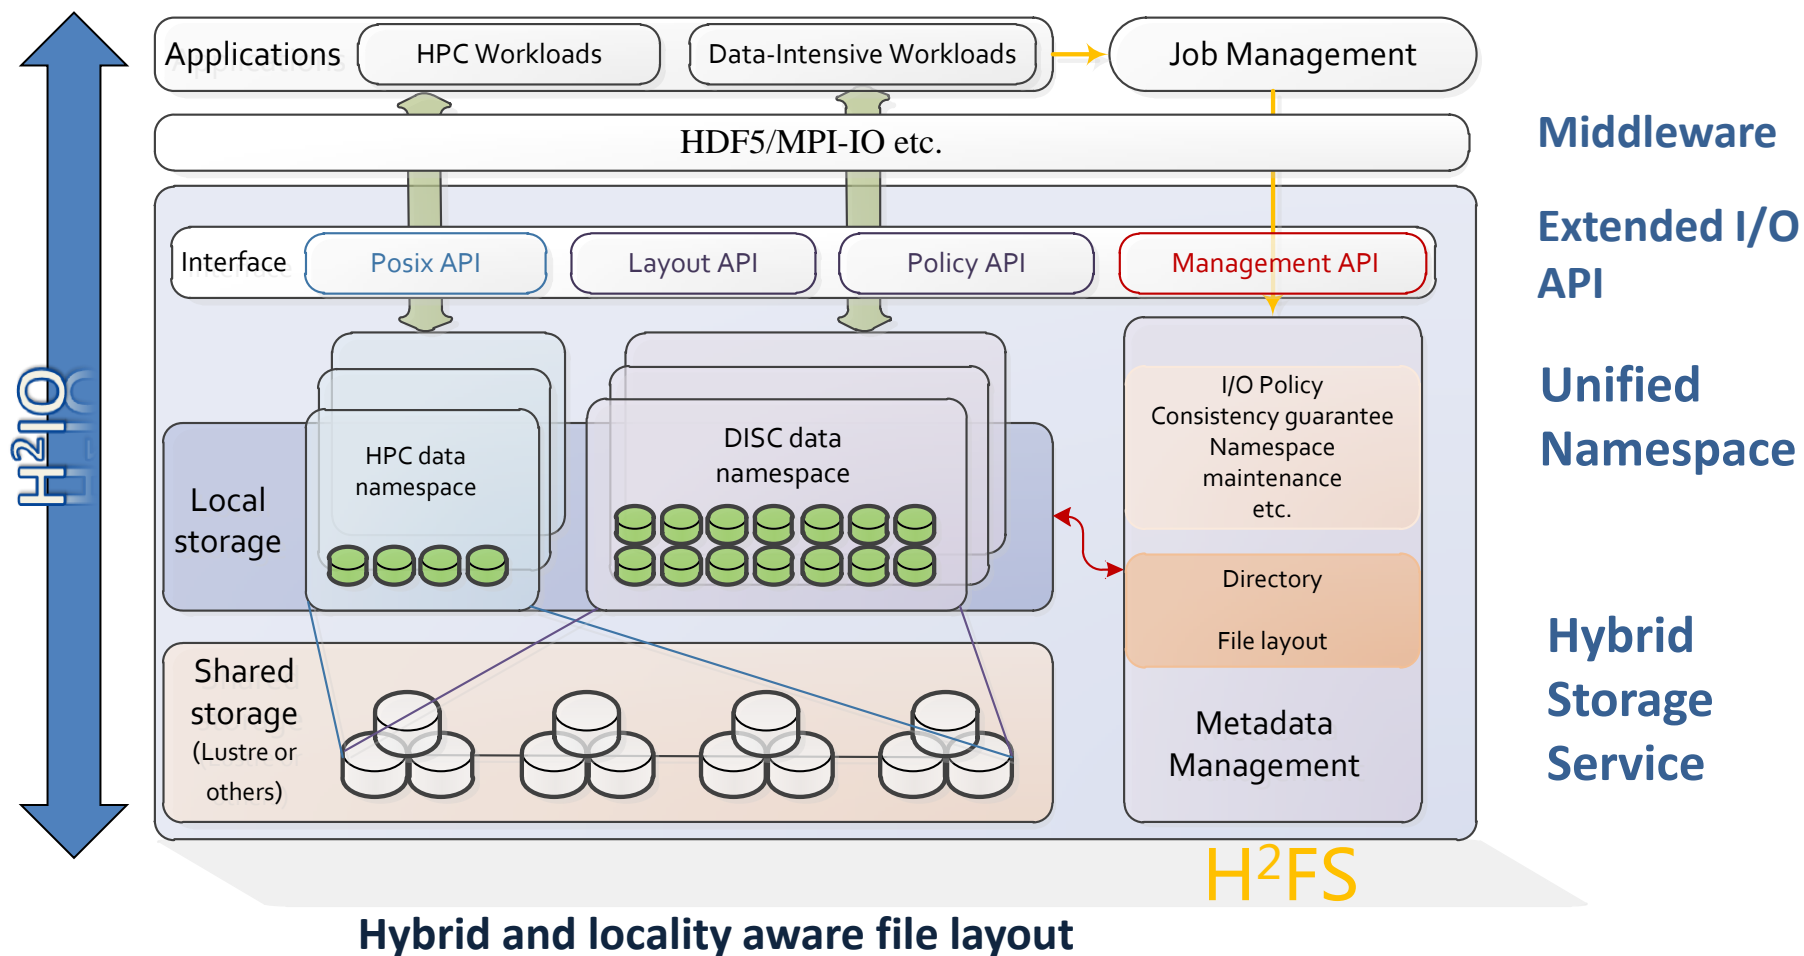 Applications
HPC Workloads
Data-Intensive Workloads
Job Management
HDF5/MPI-IO etc.
Middleware
Interface
Posix API
Layout API
Policy API
Management API
Extended I/O
API
H²IO
HPC data
namespace
DISC data
namespace
I/O Policy
Consistency guarantee
Namespace
maintenance
etc.
Unified
Namespace
Local
storage
Directory
File layout
Shared
storage
(Lustre or
others)
Metadata
Management
Hybrid
Storage
Service
H²FS
Hybrid and locality aware file layout